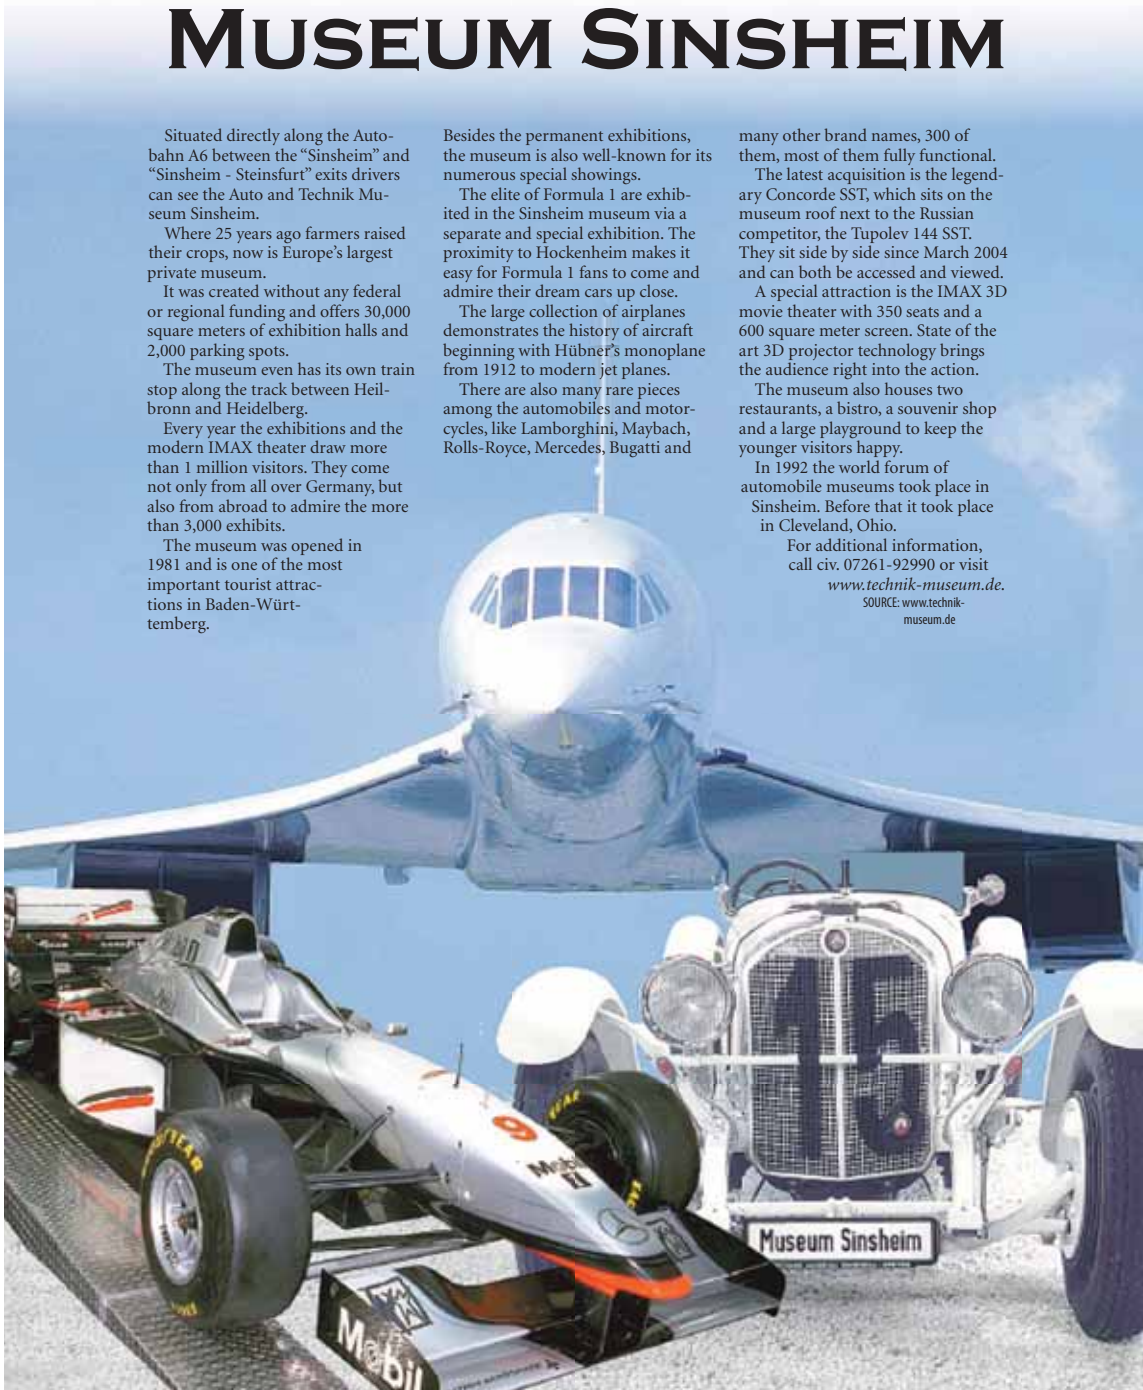 MUSEUM SINSHEIM
Situated directly along the Auto-
bahn A6 between the “Sinsheim” and
“Sinsheim - Steinsfurt” exits drivers
can see the Auto and Technik Mu-
seum Sinsheim.
Where 25 years ago farmers raised
their crops, now is Europe’s largest
private museum.
It was created without any federal
or regional funding and offers 30,000
square meters of exhibition halls and
2,000 parking spots.
The museum even has its own train
stop along the track between Heil-
bronn and Heidelberg.
Every year the exhibitions and the
modern IMAX theater draw more
than 1 million visitors. They come
not only from all over Germany, but
also from abroad to admire the more
than 3,000 exhibits.
The museum was opened in
1981 and is one of the most
important tourist attrac-
tions in Baden-Würt-
temberg.
Besides the permanent exhibitions,
the museum is also well-known for its
numerous special showings.
The elite of Formula 1 are exhib-
ited in the Sinsheim museum via a
separate and special exhibition. The
proximity to Hockenheim makes it
easy for Formula 1 fans to come and
admire their dream cars up close.
The large collection of airplanes
demonstrates the history of aircraft
beginning with Hübner’s monoplane
from 1912 to modern jet planes.
There are also many rare pieces
among the automobiles and motor-
cycles, like Lamborghini, Maybach,
Rolls-Royce, Mercedes, Bugatti and
many other brand names, 300 of
them, most of them fully functional.
The latest acquisition is the legend-
ary Concorde SST, which sits on the
museum roof next to the Russian
competitor, the Tupolev 144 SST.
They sit side by side since March 2004
and can both be accessed and viewed.
A special attraction is the IMAX 3D
movie theater with 350 seats and a
600 square meter screen. State of the
art 3D projector technology brings
the audience right into the action.
The museum also houses two
restaurants, a bistro, a souvenir shop
and a large playground to keep the
younger visitors happy.
In 1992 the world forum of
automobile museums took place in
Sinsheim. Before that it took place
in Cleveland, Ohio.
For additional information,
call civ. 07261-92990 or visit
www.technik-museum.de.
SOURCE: www.technik-
museum.de
15
9
Mobil
1
Museum Sinsheim
Mobil